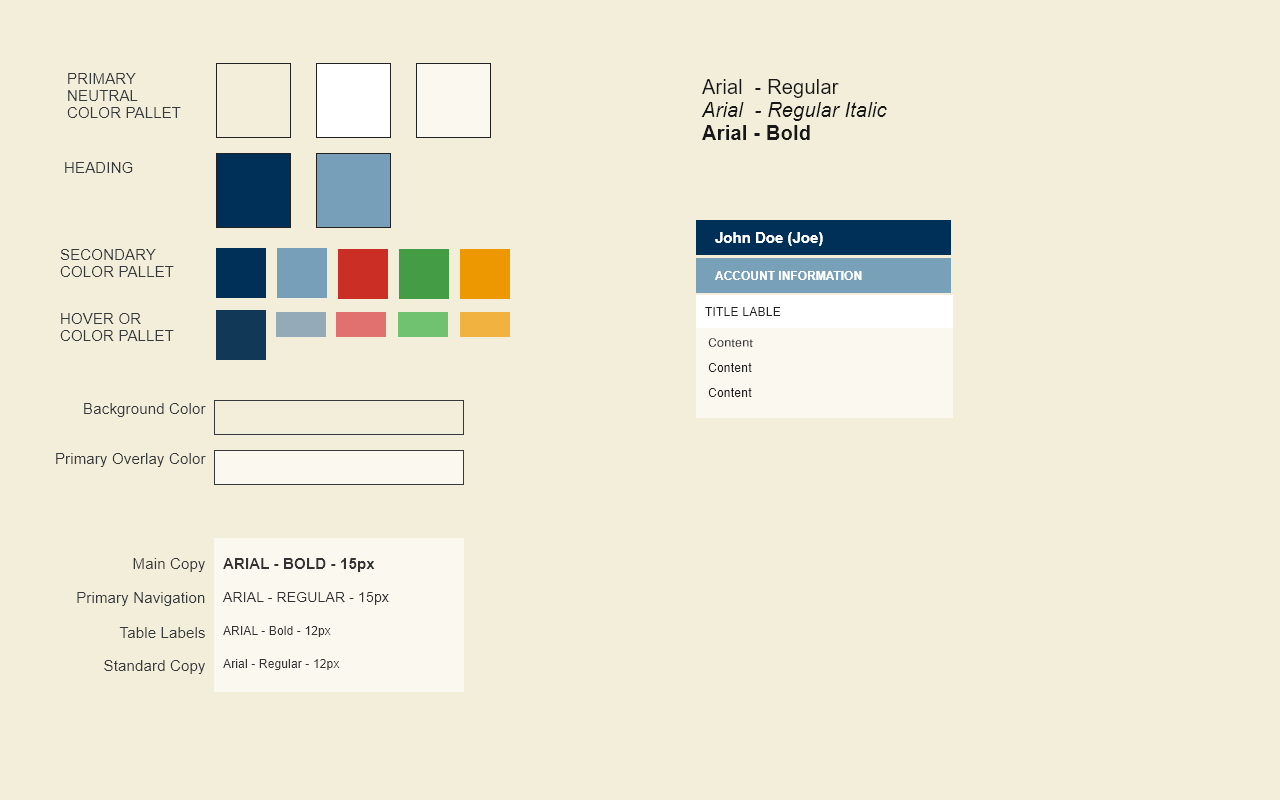 PRIMARY
NEUTRAL
COLOR PALLET
HEADING
SECONDARY
COLOR PALLET
HOVER OR
COLOR PALLET
Background Color
Primary Overlay Color
Main Copy ARIAL - BOLD - 15px
Primary Navigation ARIAL - REGULAR - 15px
Table Labels ARIAL - Bold - 12px
Standard Copy Arial - Regular - 12px
Arial - Regular
Arial - Regular Italic
Arial - Bold
John Doe (Joe)
ACCOUNT INFORMATION
TITLE LABLE
Content
Content
Content